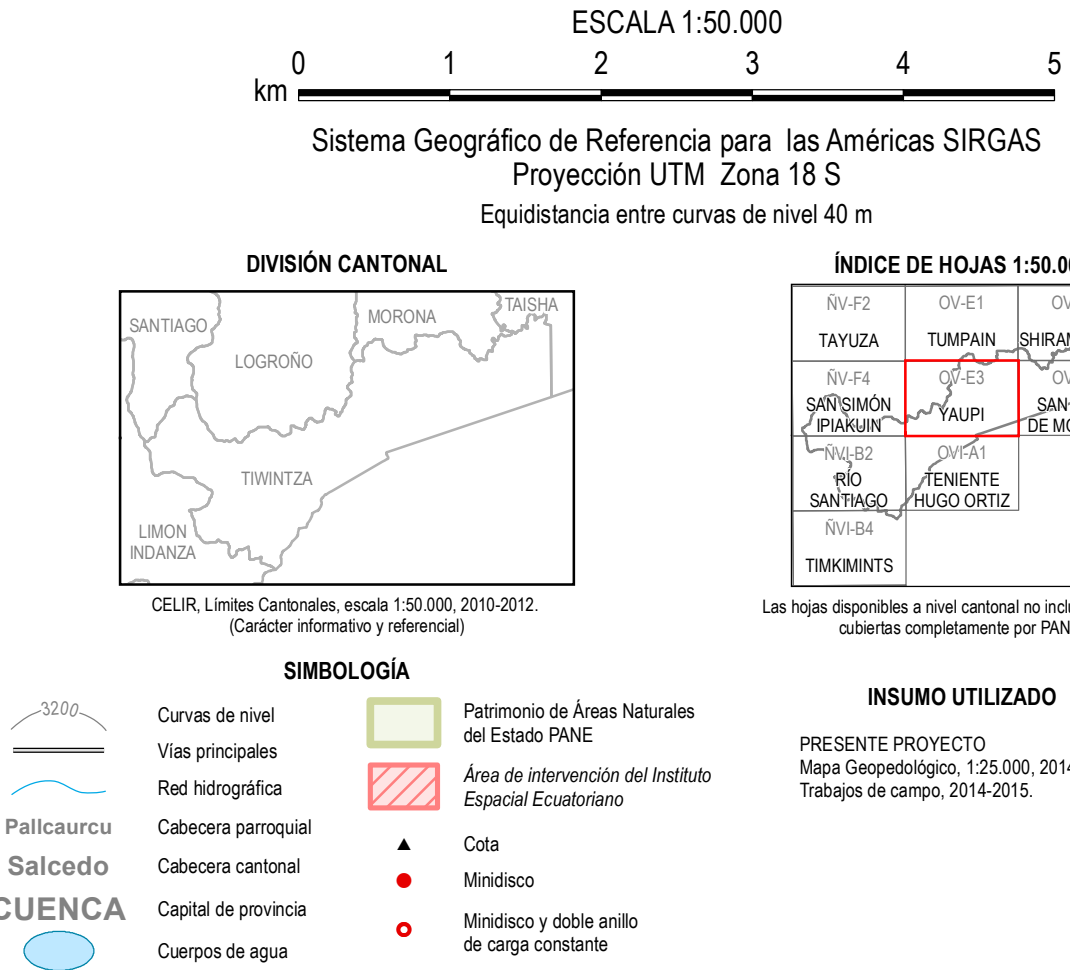 ESCALA 1:50.000
0 1 2 3 4 5
km
Sistema Geográfico de Referencia para las Américas SIRGAS
Proyección UTM Zona 18 S
Equidistancia entre curvas de nivel 40 m
DIVISIÓN CANTONAL
SANTIAGO
LOGROÑO
MORONA
TAISHA
TIWINTZA
LIMON
INDANZA
CELIR, Límites Cantonales, escala 1:50.000, 2010-2012.
(Carácter informativo y referencial)
ÍNDICE DE HOJAS 1:50.00
ÑV-F2 OV-E1 OV
TAYUZA TUMPAIN SHIRAM
ÑV-F4 OV-E3 OV
SAN SIMÓN
IPIAKUIN
YAUPI
SAN
DE MO
ÑVI-B2 OVI-A1
RÍO
SANTIAGO
TENIENTE
HUGO ORTIZ
ÑVI-B4
TIMKIMINTS
Las hojas disponibles a nivel cantonal no inclu
cubiertas completamente por PAN
SIMBOLOGÍA
3200
Curvas de nivel
Vías principales
Red hidrográfica
Pallcaurcu Cabecera parroquial
Salcedo Cabecera cantonal
CUENCA Capital de provincia
Cuerpos de agua
Patrimonio de Áreas Naturales
del Estado PANE
Área de intervención del Instituto
Espacial Ecuatoriano
Cota
Minidisco
Minidisco y doble anillo
de carga constante
INSUMO UTILIZADO
PRESENTE PROYECTO
Mapa Geopedológico, 1:25.000, 2014
Trabajos de campo, 2014-2015.